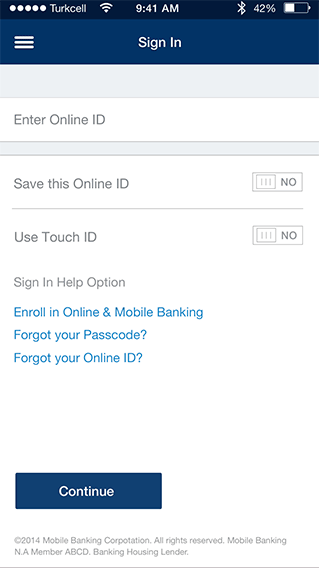 Turkcell 9:41 AM 42%
Sign In
Enter Online ID
Save this Online ID NO
Use Touch ID NO
Sign In Help Option
Enroll in Online & Mobile Banking
Forgot your Passcode?
Forgot your Online ID?
Continue
©2014 Mobile Banking Corpotation. All rights reserved. Mobile Banking
N.A Member ABCD. Banking Housing Lender.